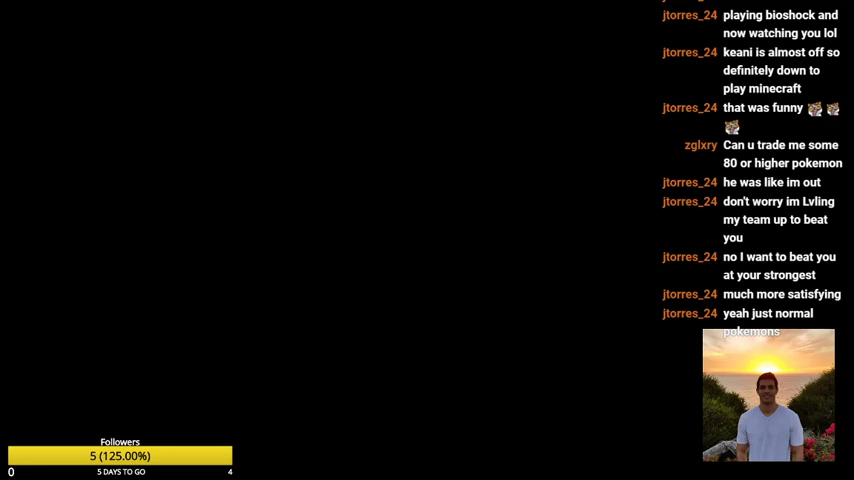 jtorres_24 playing bioshock and
now watching you lol
jtorres_24 keani is almost off so
definitely down to
play minecraft
jtorres_24 that was funny
zglxry Can u trade me some
80 or higher pokemon
jtorres_24 he was like im out
jtorres_24 don't worry im Lvling
my team up to beat
you
jtorres_24 no I want to beat you
at your strongest
jtorres_24 much more satisfying
jtorres_24 yeah just normal
pokemons
Followers
5 (125.00%)
0 5 DAYS TO GO 4